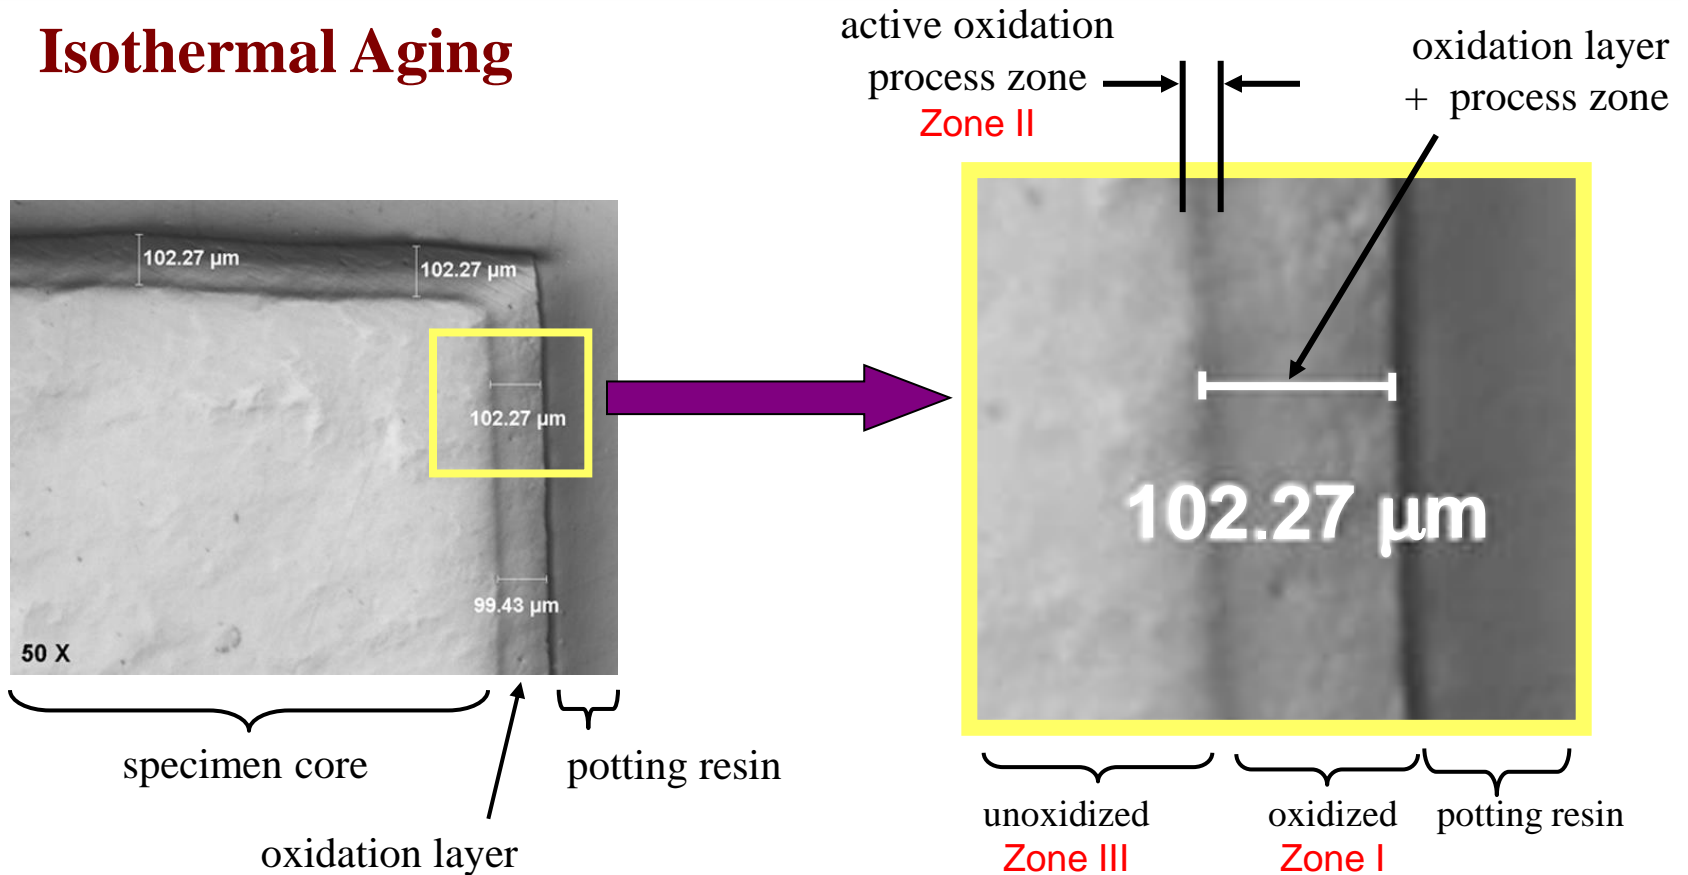 Isothermal Aging
active oxidation
process zone
Zone II
oxidation layer
+ process zone
102.27 µm
102.27 µm
102.27 µm
99.43 µm
50 X
specimen core
potting resin
oxidation layer
102.27 µm
unoxidized
Zone III
oxidized
Zone I
potting resin